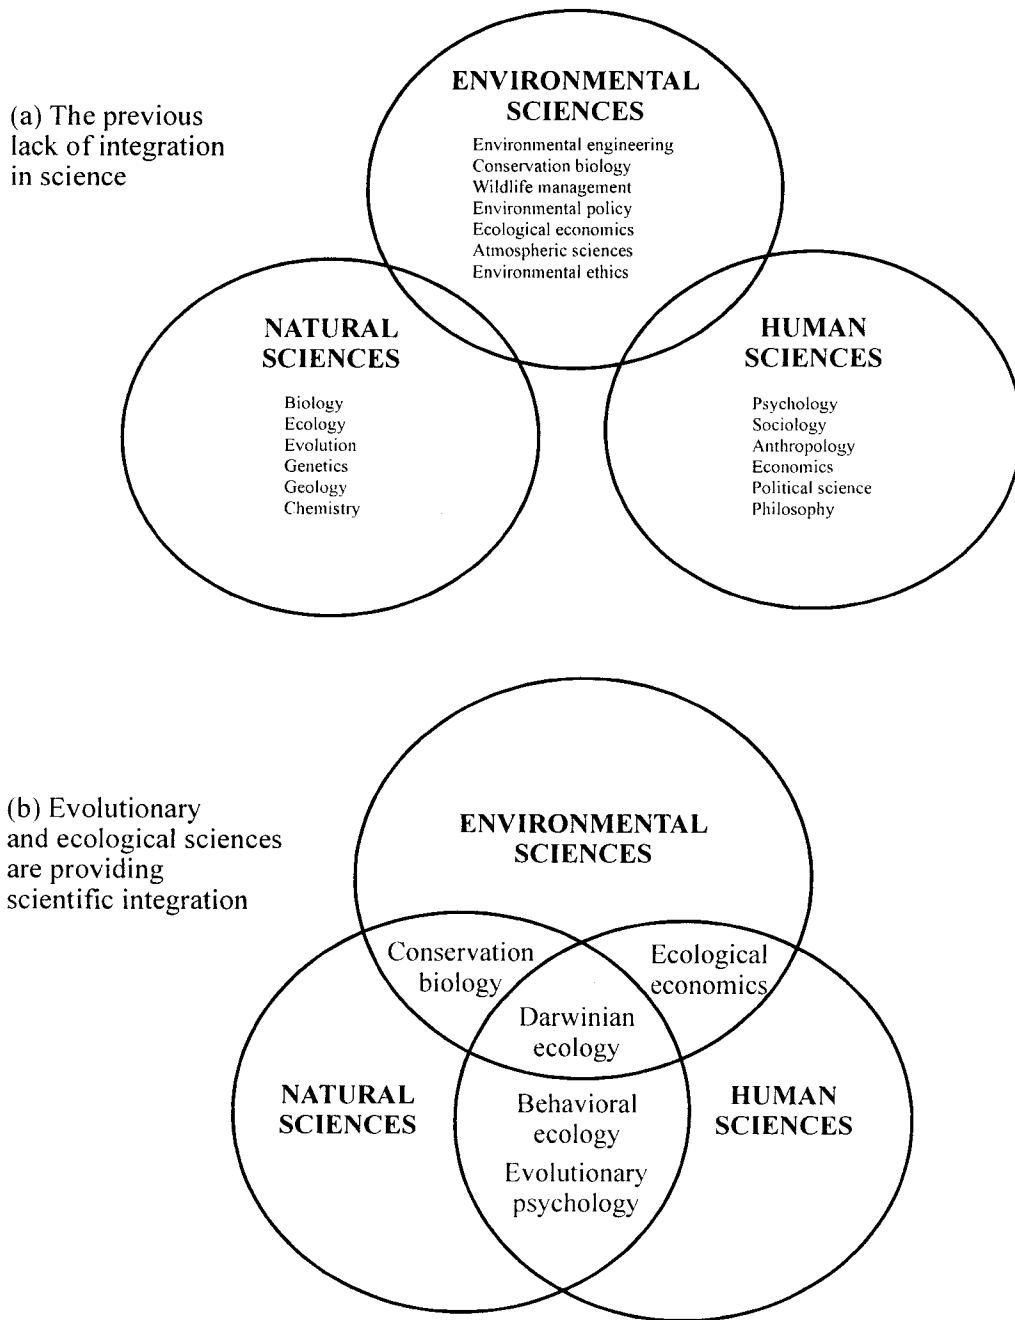 (a) The previous
lack of integration
in science
ENVIRONMENTAL
SCIENCES
Environmental engineering
Conservation biology
Wildlife management
Environmental policy
Ecological economics
Atmospheric sciences
Environmental ethics
NATURAL
SCIENCES
Biology
Ecology
Evolution
Genetics
Geology
Chemistry
HUMAN
SCIENCES
Psychology
Sociology
Anthropology
Economics
Political science
Philosophy
(b) Evolutionary
and ecological sciences
are providing
scientific integration
ENVIRONMENTAL
SCIENCES
Conservation
biology
Ecological
economics
Darwinian
ecology
NATURAL
SCIENCES
Behavioral
ecology
Evolutionary
psychology
HUMAN
SCIENCES